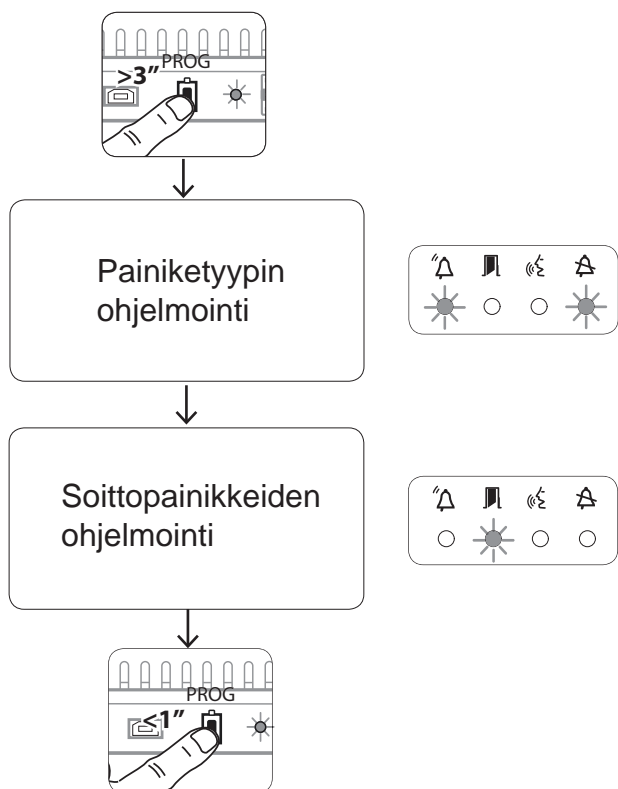 PROG
>3”
Painiketyypin
ohjelmointi
Soittopainikkeiden
ohjelmointi
PROG
<1”